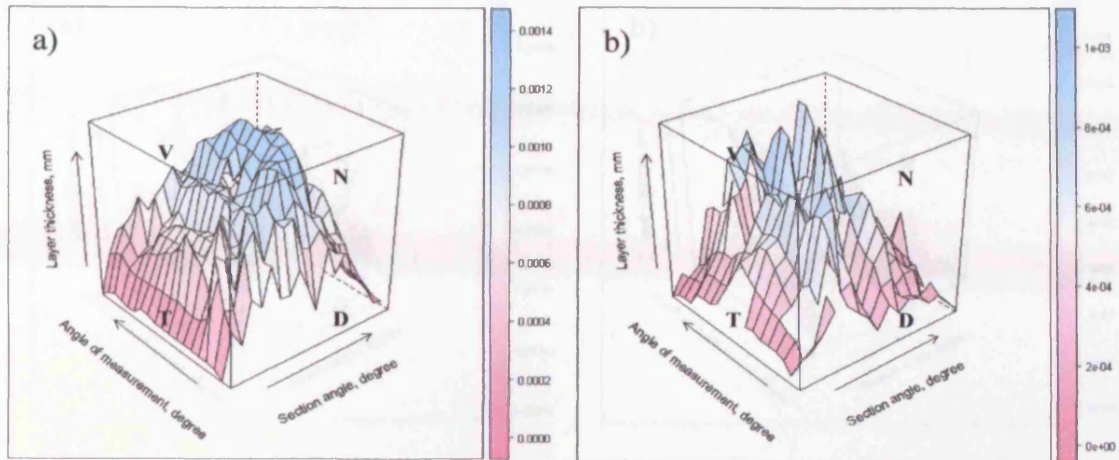 a)
V
N
T
D
Layer thickness, mm
Angle of measurement, degree
Section angle, degree
0.0014
0.0012
0.0010
0.0008
0.0006
0.0004
0.0002
0.0000
b)
N
T
D
Layer thickness, mm
Angle of measurement, degree
Section angle, degree
1e-03
8e-04
6e-04
4e-04
2e-04
0e+00